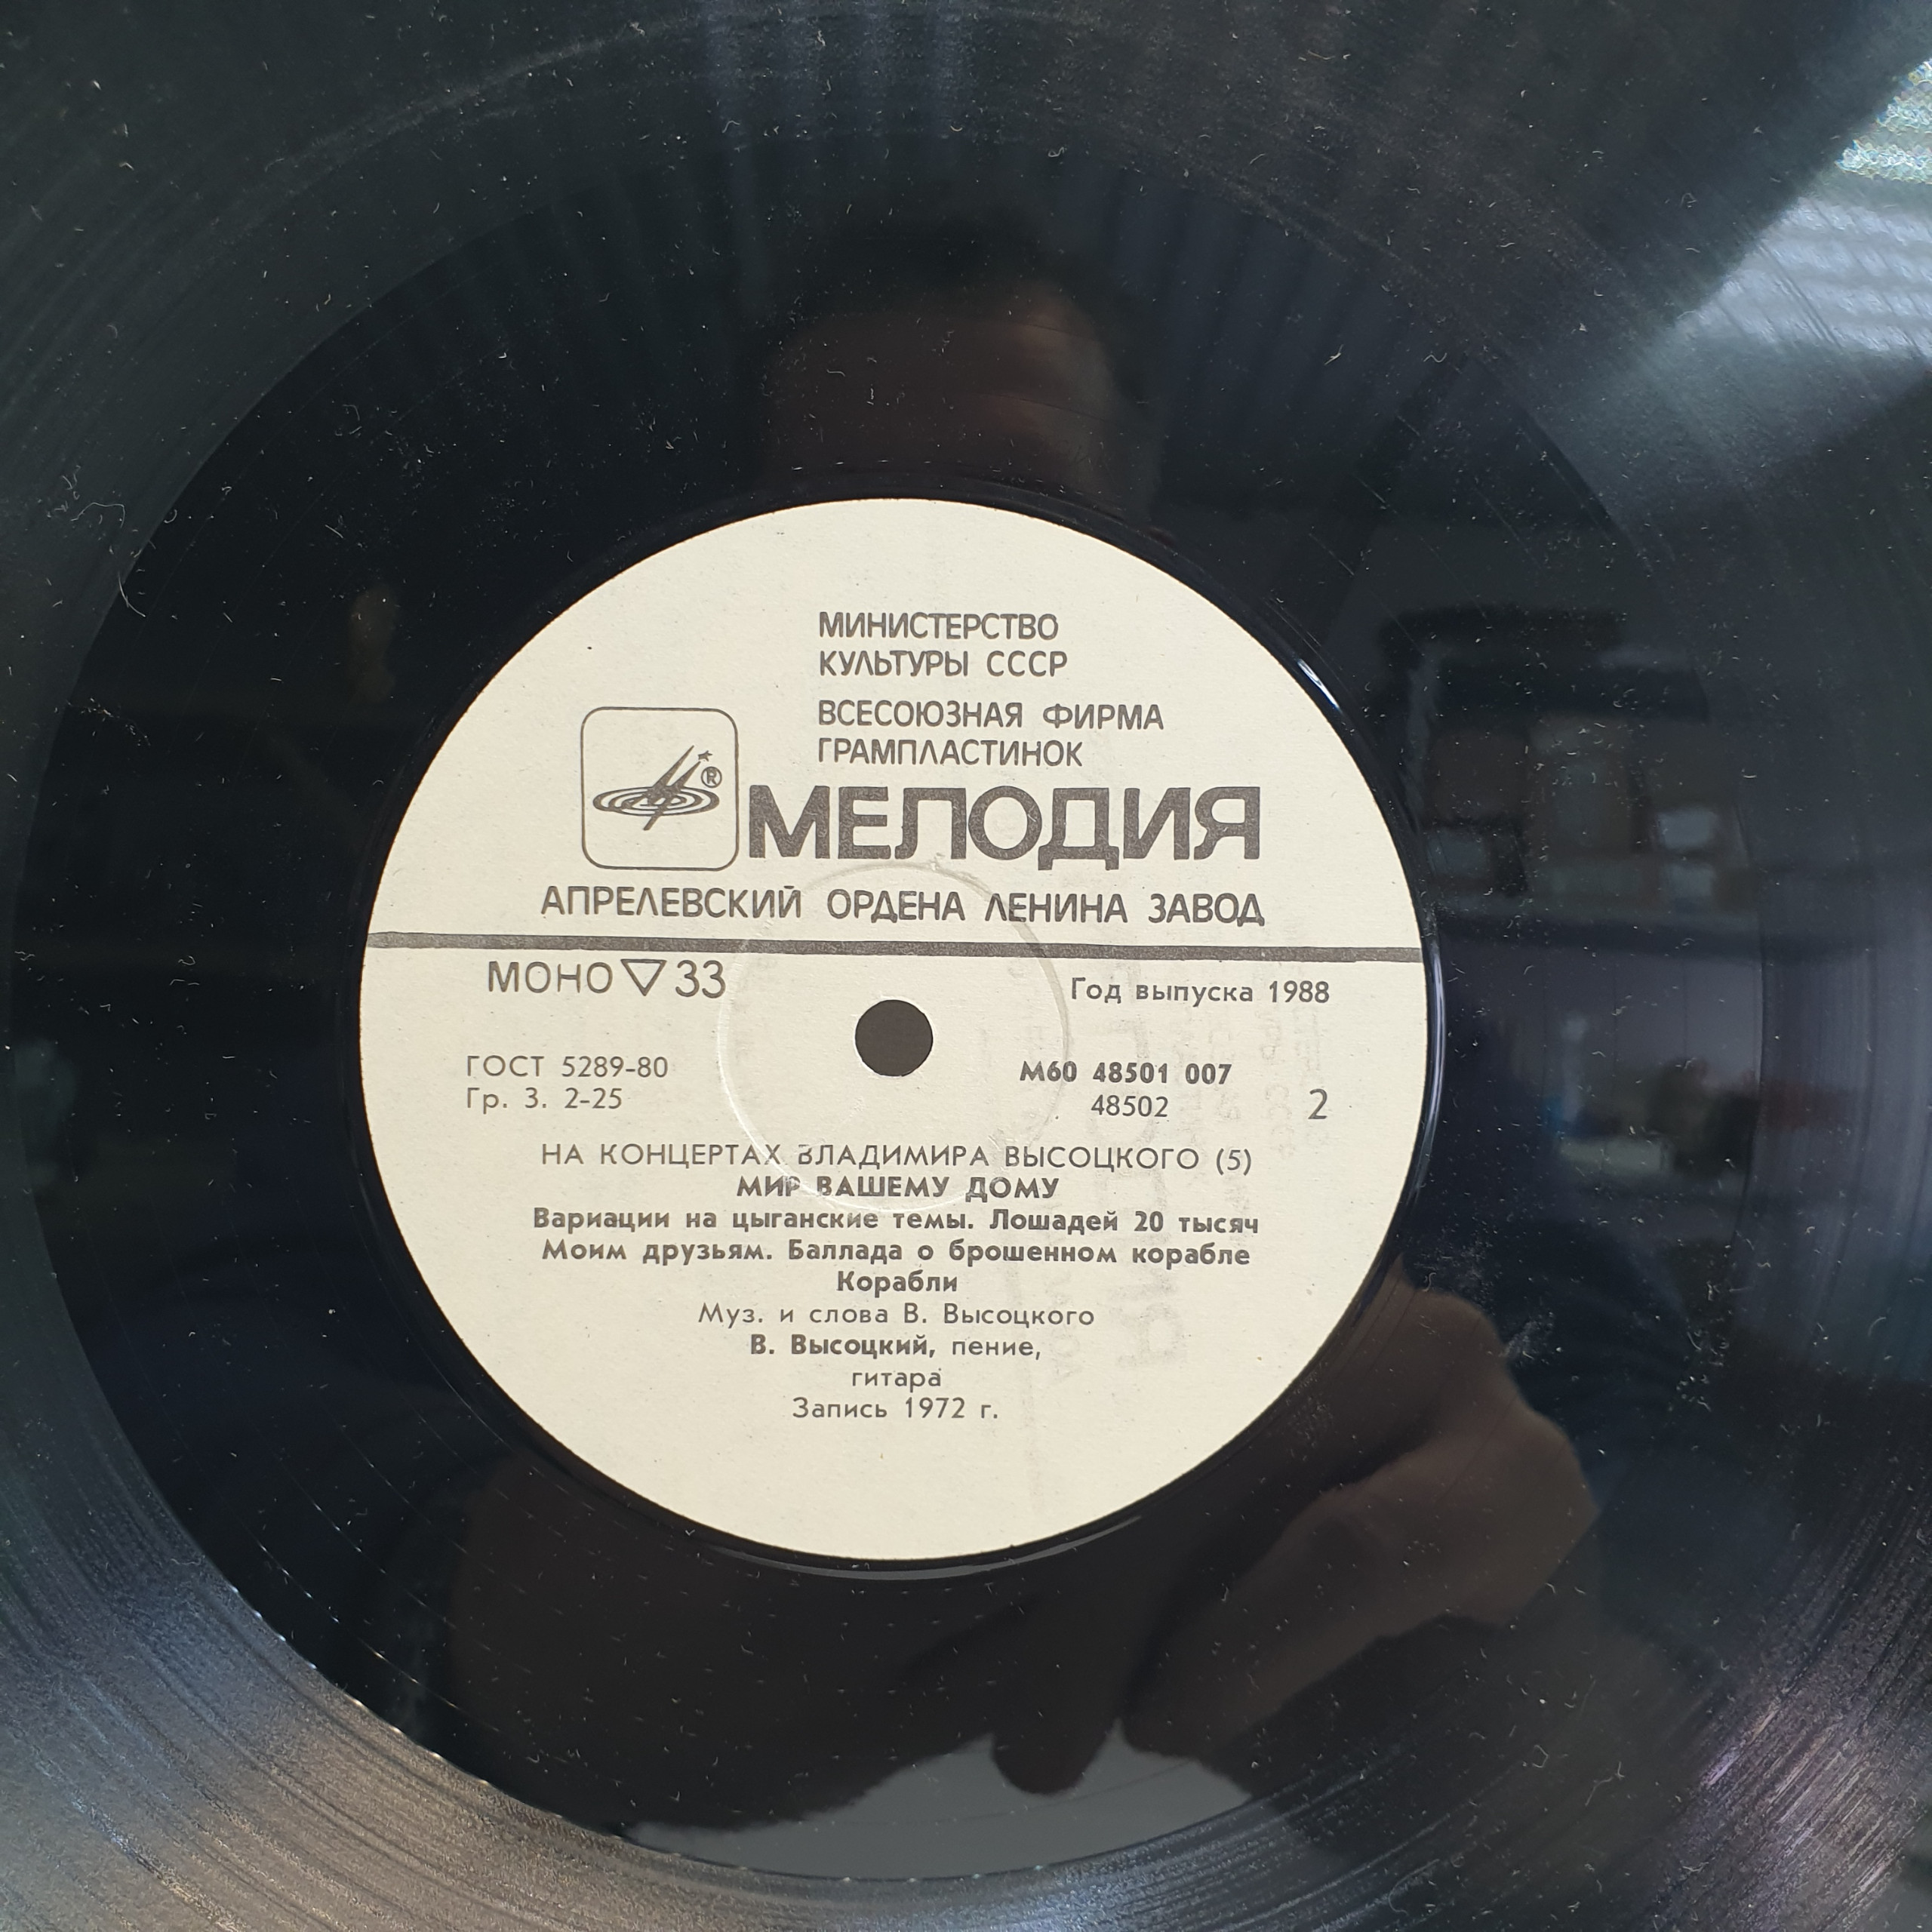 МИНИСТЕРСТВО
КУЛЬТУРЫ СССР
ВСЕСОЮЗНАЯ ФИРМА
ГРАМПЛАСТИНОК
®
МЕЛОДИЯ
АПРЕЛЕВСКИЙ ОРДЕНА ЛЕНИНА ЗАВОД
МОНО ▽ 33
Год выпуска 1988
ГОСТ 5289-80
Гр. 3. 2-25
М60 48501 007
48502
2
НА КОНЦЕРТАХ ВЛАДИМИРА ВЫСОЦКОГО (5)
МИР ВАШЕМУ ДОМУ
Вариации на цыганские темы. Лошадей 20 тысяч
Моим друзьям. Баллада о брошенном корабле
Корабли
Муз. и слова В. Высоцкого
В. Высоцкий, пение,
гитара
Запись 1972 г.